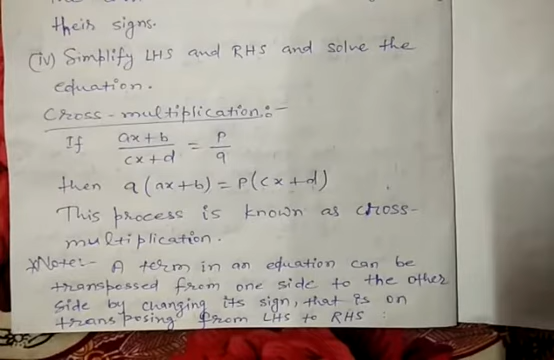 their signs.
(iv) Simplify LHS and RHS and solve the
equation.
Cross-multiplication:-
If (ax+b)/(cx+d) = p/q
then q(ax+b) = p(cx+d)
This process is known as cross-
multiplication.
*Note:- A term in an equation can be
transpossed from one side to the other
side by changing its sign, that is on
transposing from LHS to RHS :